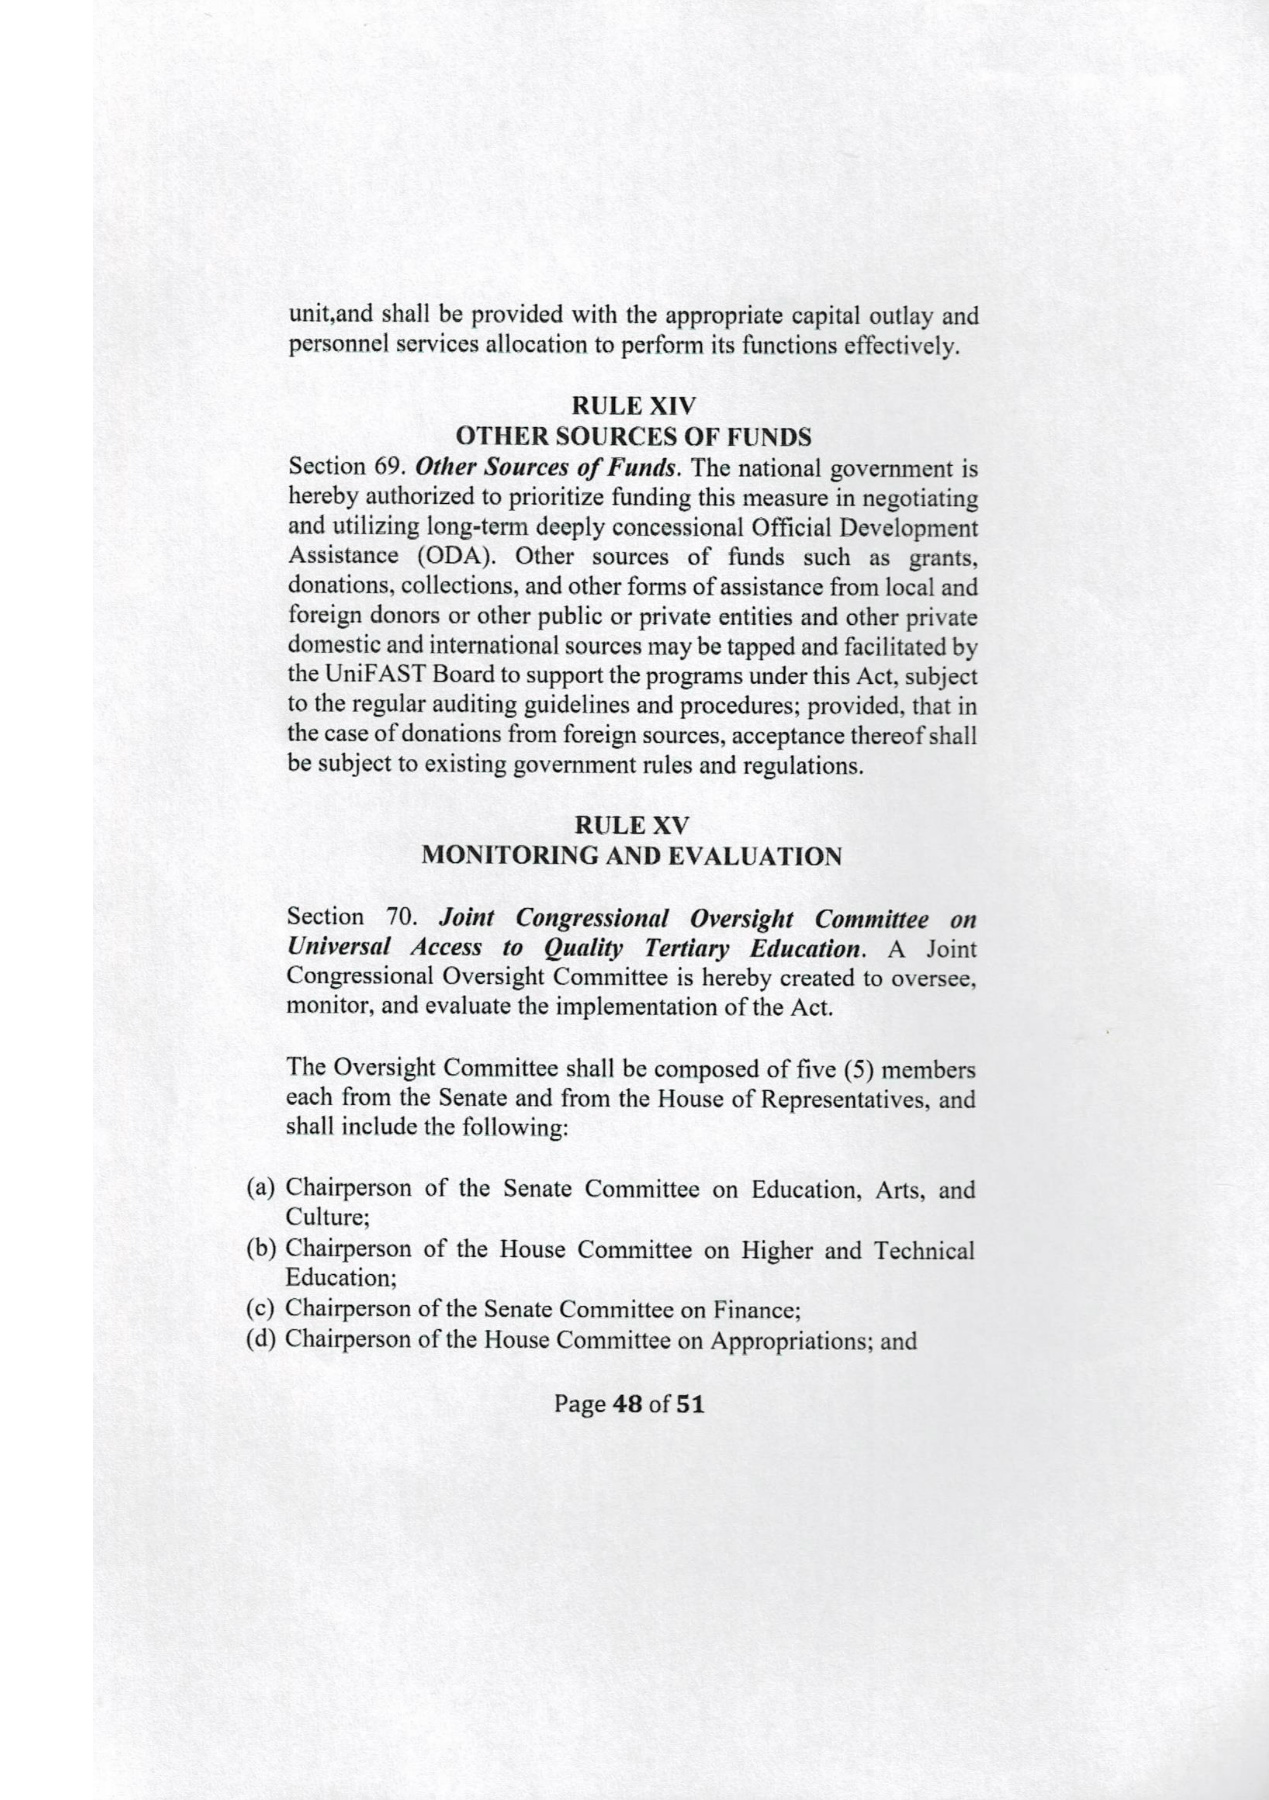 unit,and shall be provided with the appropriate capital outlay and
personnel services allocation to perform its functions effectively.
RULE XIV
OTHER SOURCES OF FUNDS
Section 69. Other Sources of Funds. The national government is
hereby authorized to prioritize funding this measure in negotiating
and utilizing long-term deeply concessional Official Development
Assistance (ODA). Other sources of funds such as grants,
donations, collections, and other forms of assistance from local and
foreign donors or other public or private entities and other private
domestic and international sources may be tapped and facilitated by
the UniFAST Board to support the programs under this Act, subject
to the regular auditing guidelines and procedures; provided, that in
the case of donations from foreign sources, acceptance thereof shall
be subject to existing government rules and regulations.
RULE XV
MONITORING AND EVALUATION
Section 70. Joint Congressional Oversight Committee on
Universal Access to Quality Tertiary Education. A Joint
Congressional Oversight Committee is hereby created to oversee,
monitor, and evaluate the implementation of the Act.
The Oversight Committee shall be composed of five (5) members
each from the Senate and from the House of Representatives, and
shall include the following:
(a) Chairperson of the Senate Committee on Education, Arts, and
Culture;
(b) Chairperson of the House Committee on Higher and Technical
Education;
(c) Chairperson of the Senate Committee on Finance;
(d) Chairperson of the House Committee on Appropriations; and
Page 48 of 51